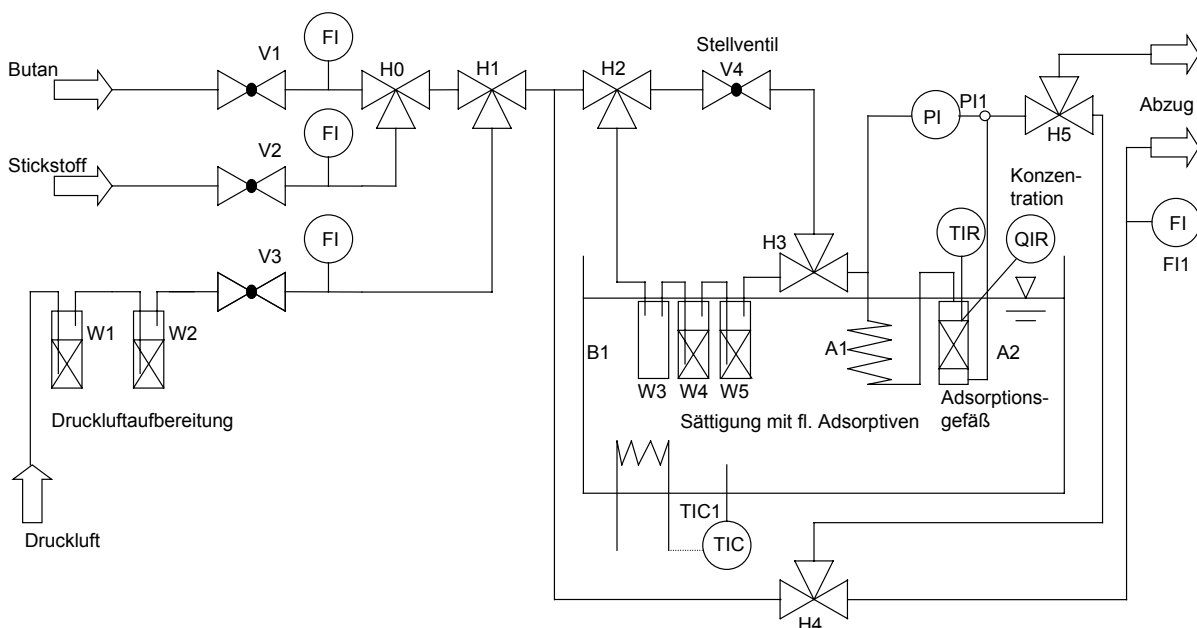 Butan
V1
FI
H0
H1
H2
Stellventil
V4
PI
PI1
H5
Abzug
Stickstoff
V2
FI
Konzen-
tration
TIR
QIR
FI
FI1
V3
FI
H3
W1
W2
B1
W3
W4
W5
A1
A2
Druckluftaufbereitung
Sättigung mit fl. Adsorptiven
Adsorptions-
gefäß
TIC1
TIC
Druckluft
H4